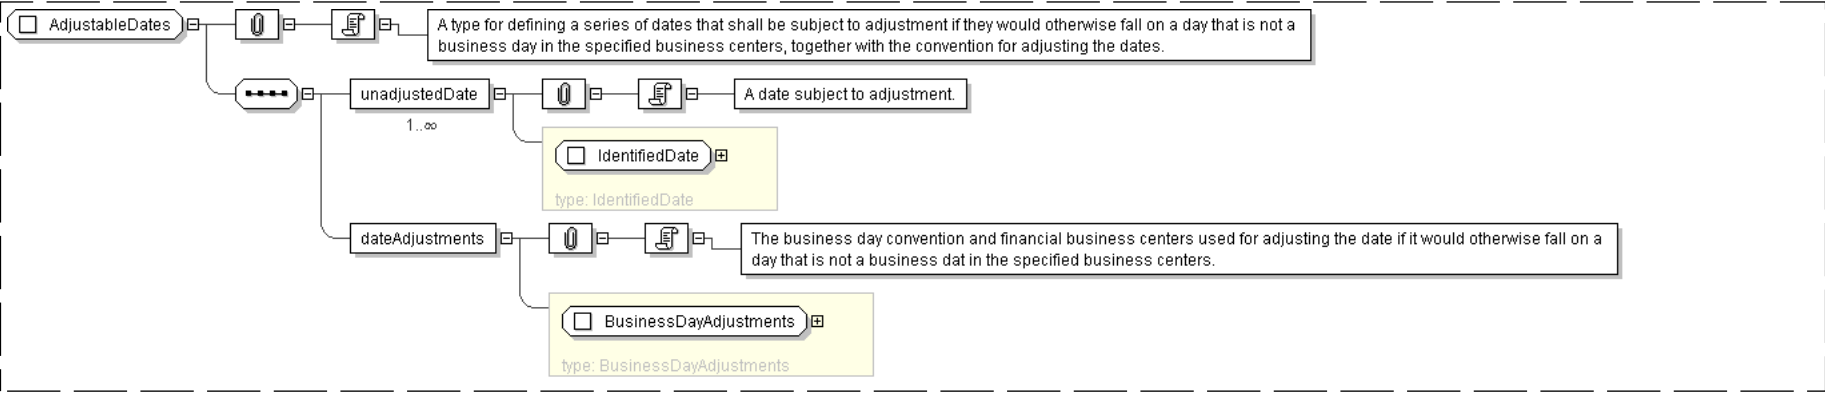 AdjustableDates
A type for defining a series of dates that shall be subject to adjustment if they would otherwise fall on a day that is not a
business day in the specified business centers, together with the convention for adjusting the dates.
unadjustedDate
A date subject to adjustment.
1..∞
IdentifiedDate
type: IdentifiedDate
dateAdjustments
The business day convention and financial business centers used for adjusting the date if it would otherwise fall on a
day that is not a business dat in the specified business centers.
BusinessDayAdjustments
type: BusinessDayAdjustments